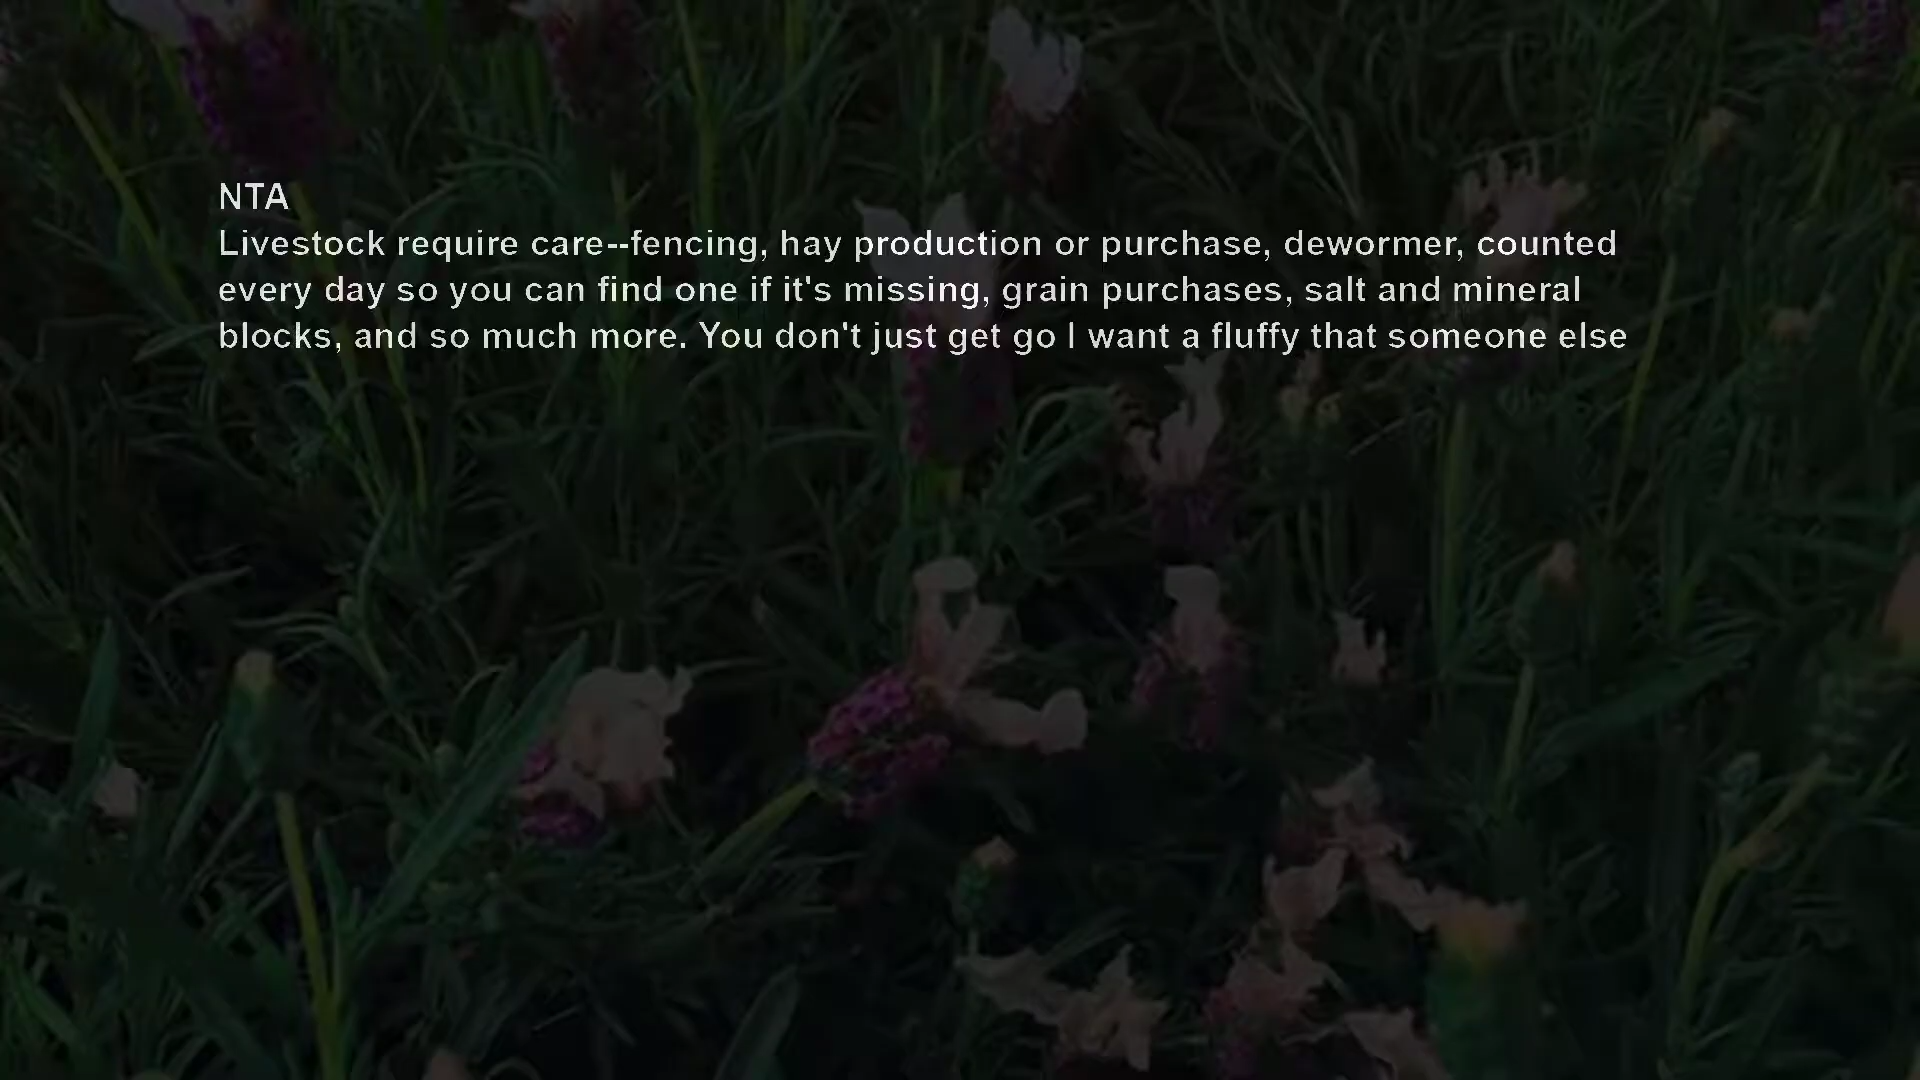 NTA
Livestock require care--fencing, hay production or purchase, dewormer, counted
every day so you can find one if it's missing, grain purchases, salt and mineral
blocks, and so much more. You don't just get go I want a fluffy that someone else